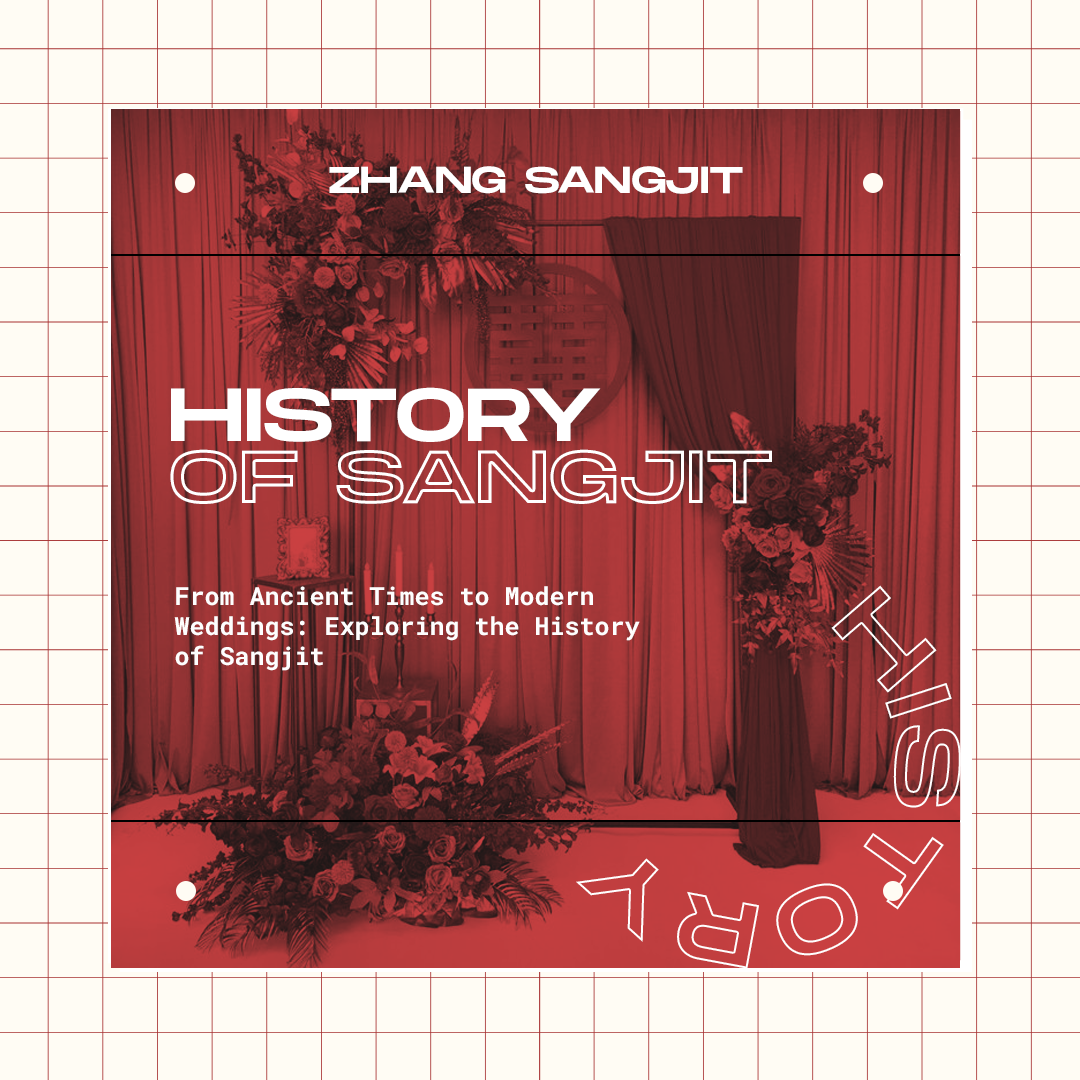 ZHANG SANGJIT
HISTORY
OF SANGJIT
From Ancient Times to Modern
Weddings: Exploring the History
of Sangjit
HISTORY